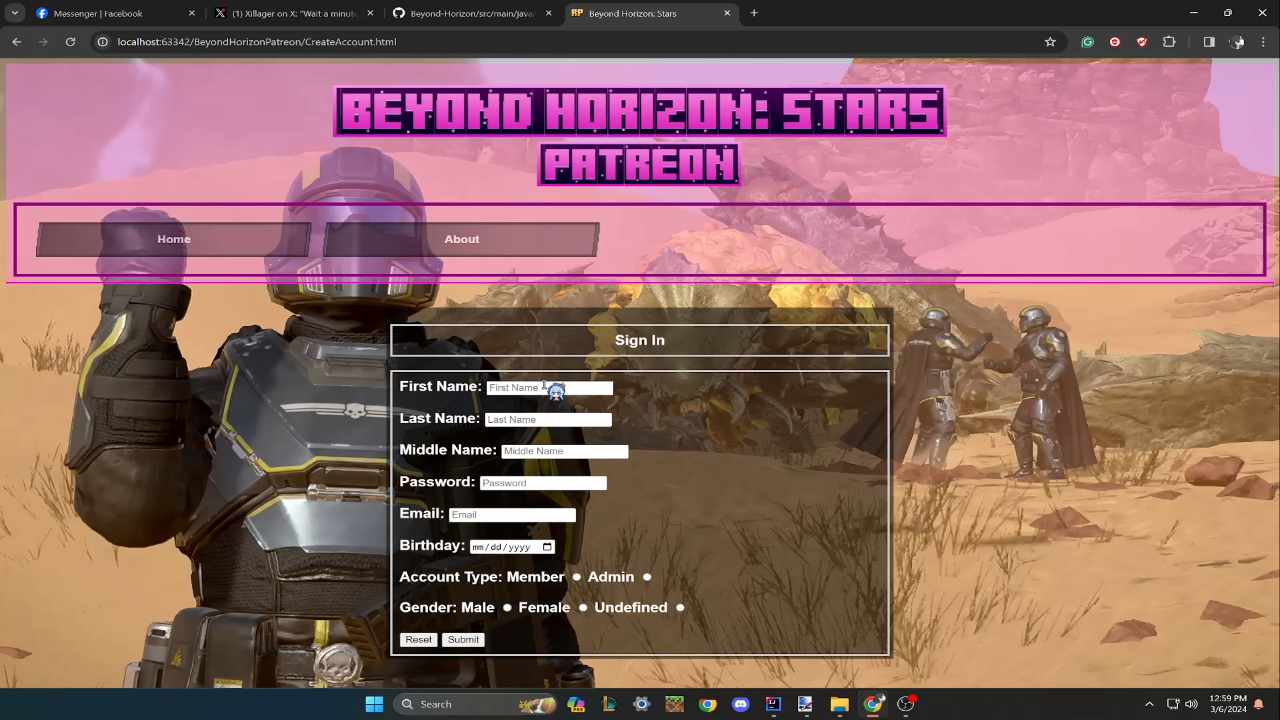 Messenger | Facebook
(1) Xillager on X: "Wait a minut
Beyond-Horizon/src/main/java/
Beyond Horizon: Stars
localhost:63342/BeyondHorizonPatreon/CreateAccount.html
BEYOND HORIZON: STARS
PATREON
Home
About
Sign In
First Name: First Name
Last Name: Last Name
Middle Name: Middle Name
Password: Password
Email: Email
Birthday: mm/dd/yyyy
Account Type: Member Admin
Gender: Male Female Undefined
Reset Submit
Search
12:59 PM
3/6/2024